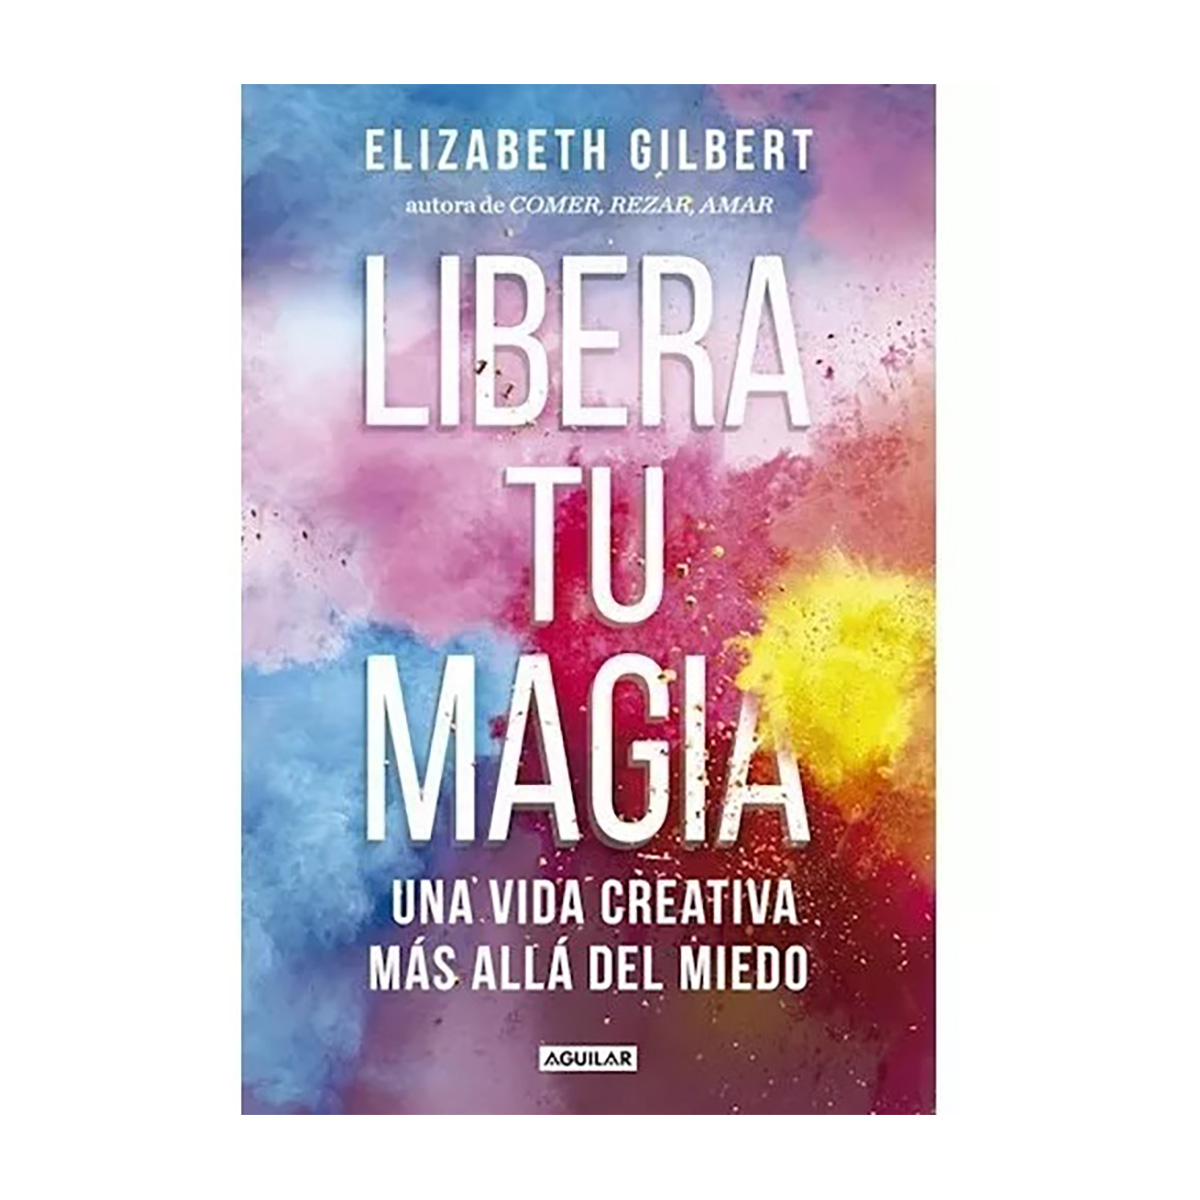 ELIZABETH GILBERT
autora de COMER, REZAR, AMAR
LIBERA
TU
MAGIA
UNA VIDA CREATIVA
MÁS ALLÁ DEL MIEDO
AGUILAR